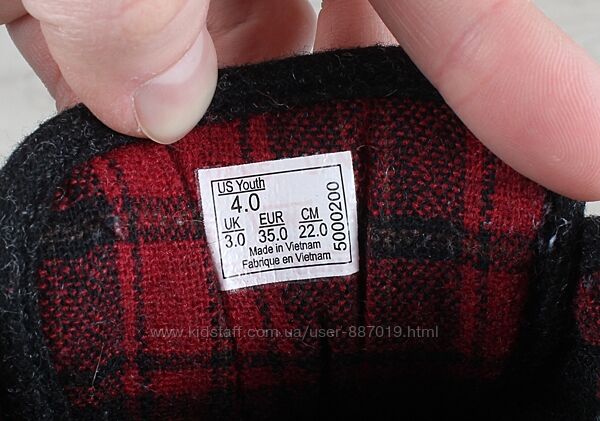 US Youth
4.0
UK EUR CM
3.0 35.0 22.0
Made in Vietnam
Fabrique en Vietnam
5000200
www.kidstaff.com.ua/user-887019.html